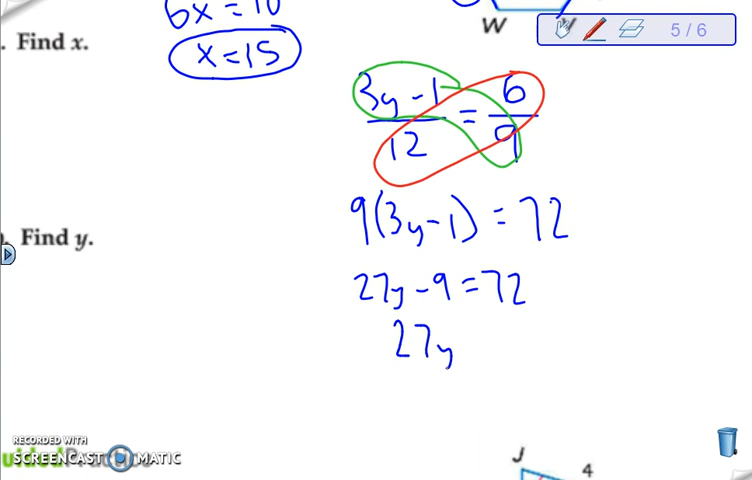 6x = 10
. Find x.
x = 15
W
5 / 6
3y - 1 = 6
12 9
9(3y - 1) = 72
. Find y.
27y - 9 = 72
27y
RECORDED WITH
SCREENCAST MATIC
J
4